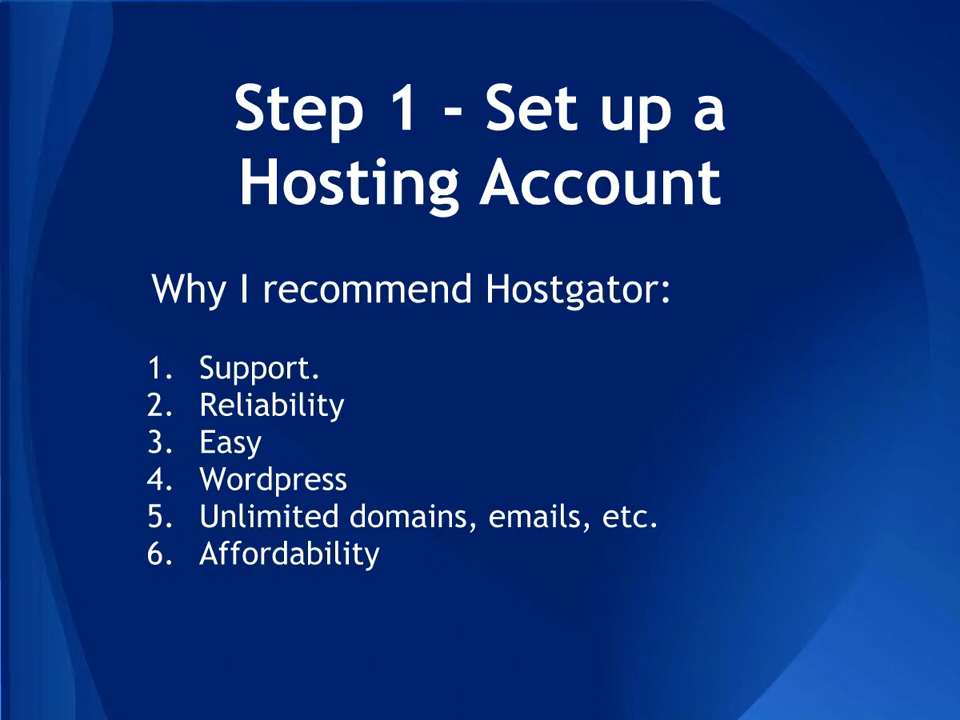 Step 1 - Set up a
Hosting Account
Why I recommend Hostgator:
1. Support.
2. Reliability
3. Easy
4. Wordpress
5. Unlimited domains, emails, etc.
6. Affordability